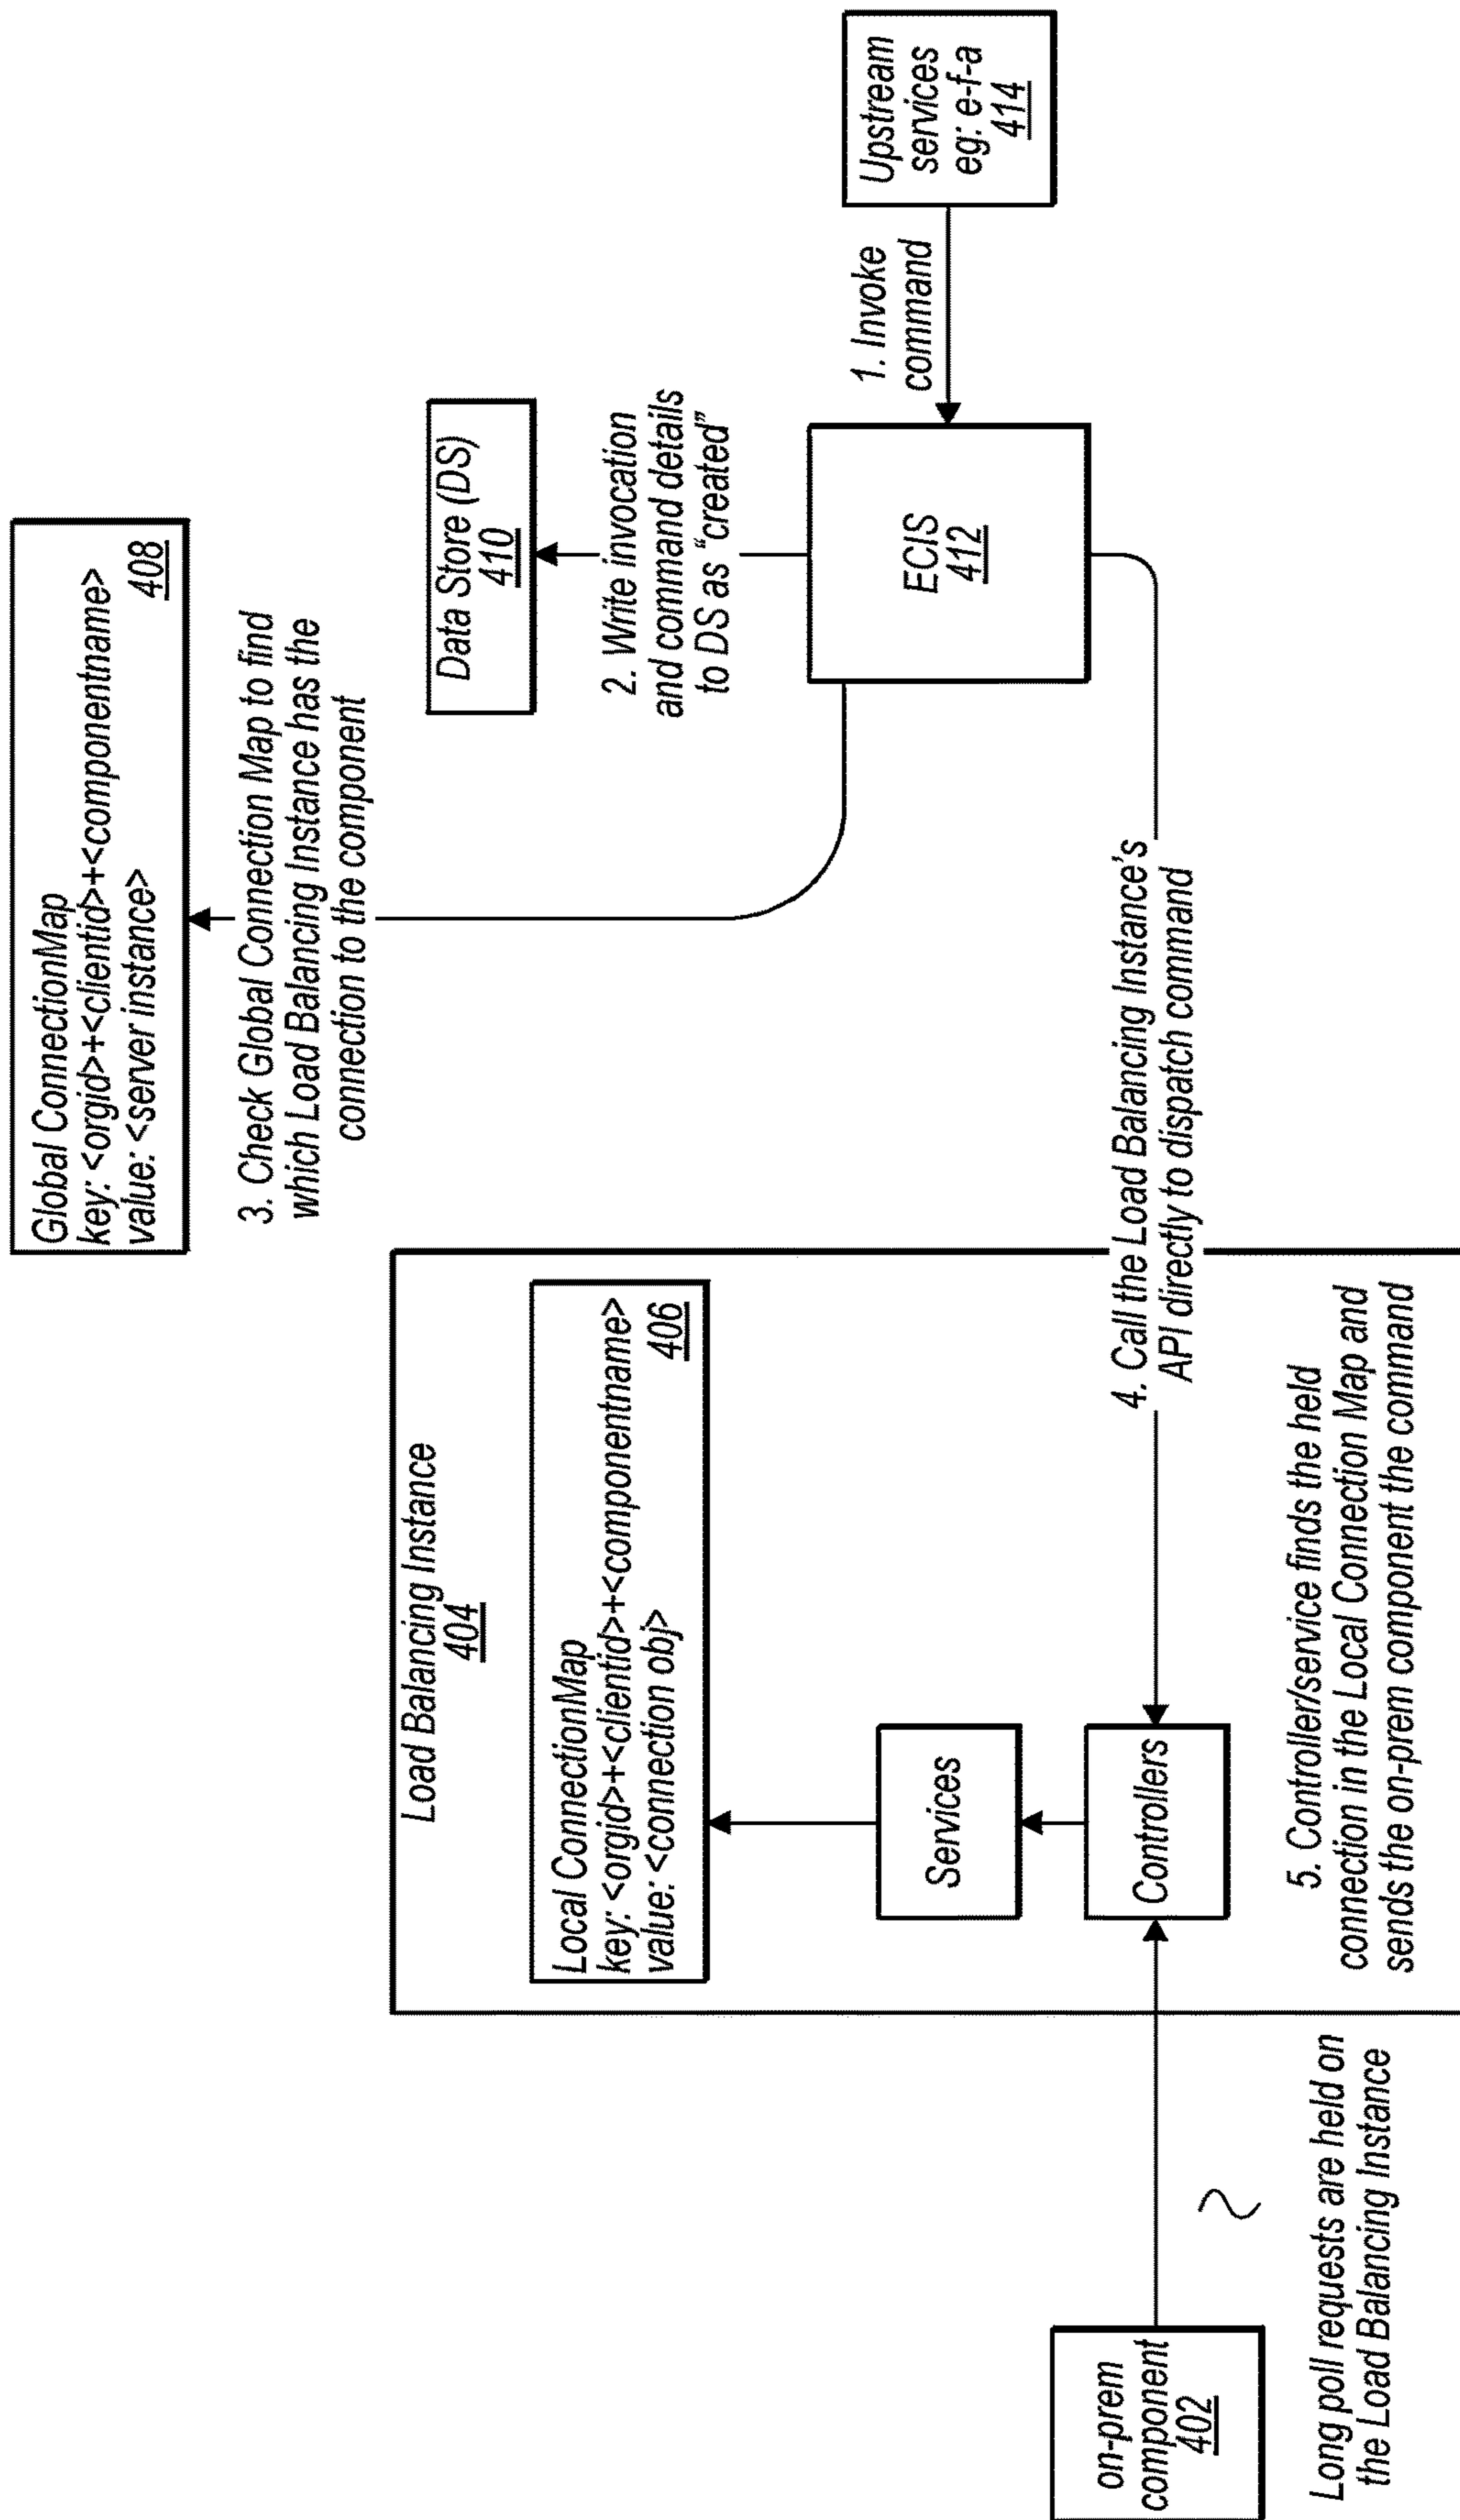 Global ConnectionMap
key: <orgid>+<clientid>+<componentname>
value: <server instance>
408
3. Check Global Connection Map to find
which Load Balancing Instance has the
connection to the component
Data Store (DS)
410
2. Write invocation
and command details
to DS as “created”
Load Balancing Instance
404
Local ConnectionMap
key: <orgid>+<clientid>+<componentname>
value: <connection obj>
406
Services
Controllers
ECIS
412
1. Invoke
command
Upstream
services
eg: e-f-a
414
4. Call the Load Balancing Instance’s
API directly to dispatch command
5. Controller/service finds the held
connection in the Local Connection Map and
sends the on-prem component the command
on-prem
component
402
Long poll requests are held on
the Load Balancing Instance